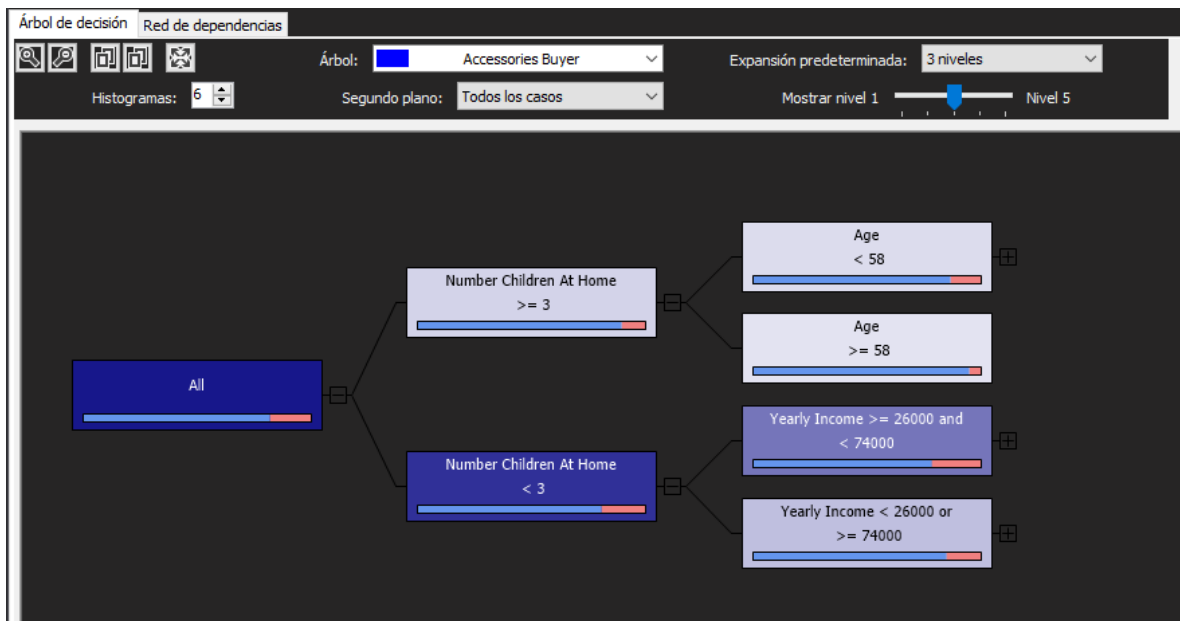 Árbol de decisión Red de dependencias
Árbol: Accessories Buyer Expansión predeterminada: 3 niveles
Histogramas: 6 Segundo plano: Todos los casos Mostrar nivel 1 Nivel 5
All
Number Children At Home
>= 3
Number Children At Home
< 3
Age
< 58
Age
>= 58
Yearly Income >= 26000 and
< 74000
Yearly Income < 26000 or
>= 74000